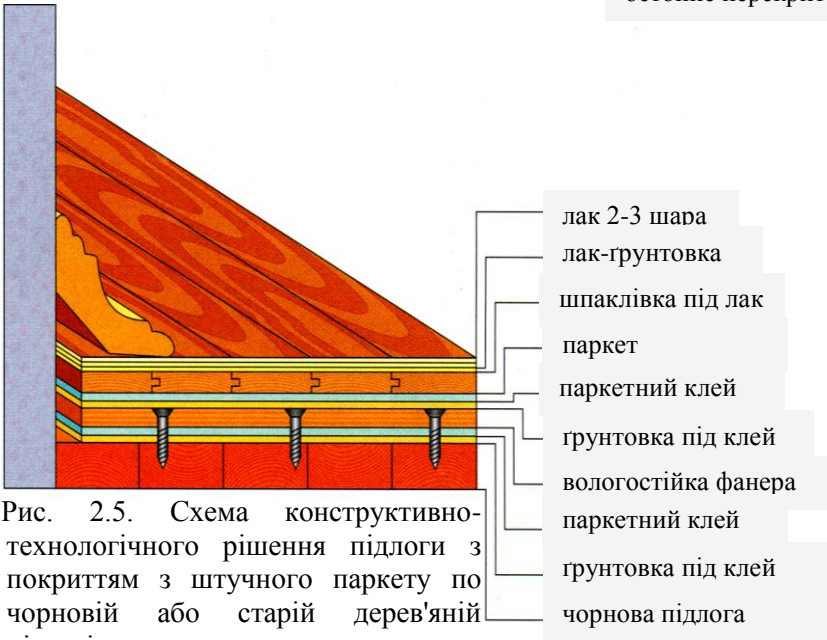 лак 2-3 шара
лак-ґрунтовка
шпаклівка під лак
паркет
паркетний клей
ґрунтовка під клей
вологостійка фанера
паркетний клей
ґрунтовка під клей
чорнова підлога
Рис. 2.5. Схема конструктивно-
технологічного рішення підлоги з
покриттям з штучного паркету по
чорновій або старій дерев'яній